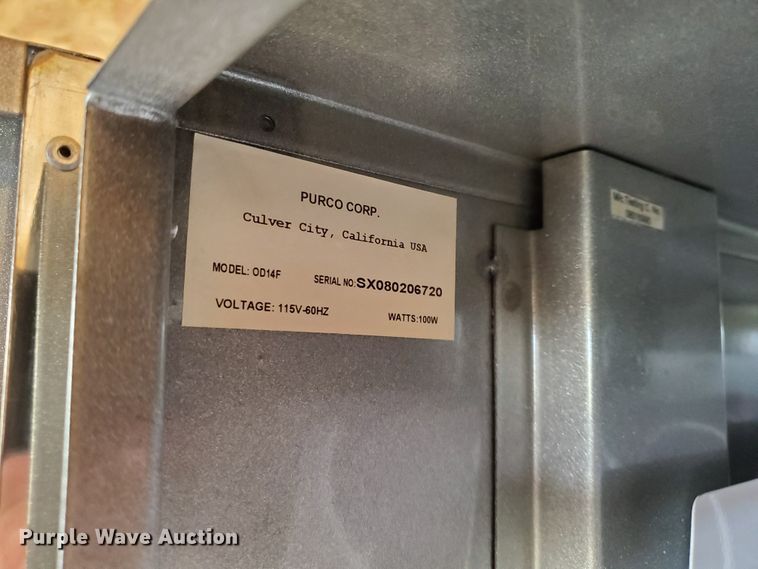 PURCO CORP.
Culver City, California USA
MODEL: OD14F SERIAL NO: SX080206720
VOLTAGE: 115V-60HZ WATTS:100W
Purple Wave Auction